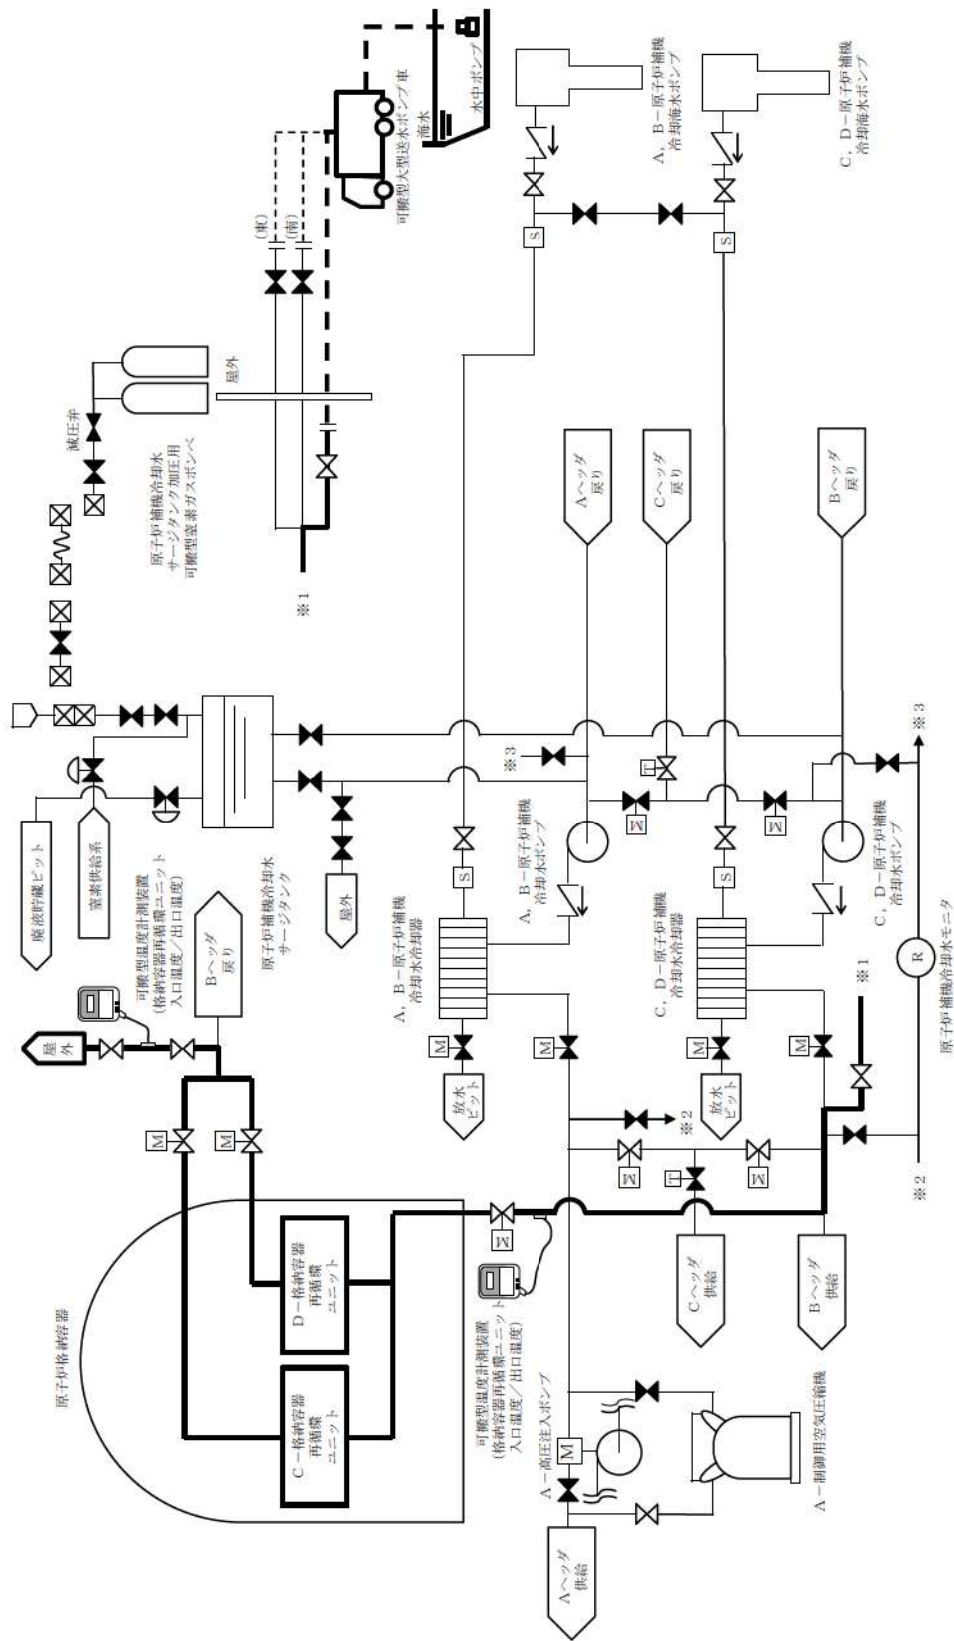 原子炉格納容器
C－格納容器
再循環
ユニット
D－格納容器
再循環
ユニット
屋外
可搬型温度計測装置
(格納容器再循環ユニット
入口温度／出口温度)
M
M
Bヘッダ
戻り
廃液貯蔵ピット
窒素供給系
原子炉補機冷却水
サージタンク
屋外
減圧弁
原子炉補機冷却水
サージタンク加圧用
可搬型窒素ガスボンベ
屋外
(東)
(南)
※1
可搬型大型送水ポンプ車
海水
水中ポンプ
可搬型温度計測装置
(格納容器再循環ユニット
入口温度／出口温度)
M
A，B－原子炉補機
冷却水冷却器
M
放水
ピット
M
S
S
A，B－原子炉補機
冷却海水ポンプ
※3
A，B－原子炉補機
冷却水ポンプ
Aヘッダ
戻り
Cヘッダ
戻り
Bヘッダ
戻り
M
T
M
Aヘッダ
供給
A－高圧注入ポンプ
M
A－制御用空気圧縮機
Cヘッダ
供給
Bヘッダ
供給
T
M
M
※2
C，D－原子炉補機
冷却水冷却器
M
放水
ピット
M
S
S
C，D－原子炉補機
冷却海水ポンプ
C，D－原子炉補機
冷却水ポンプ
※1
※2
R
原子炉補機冷却水モニタ
※3